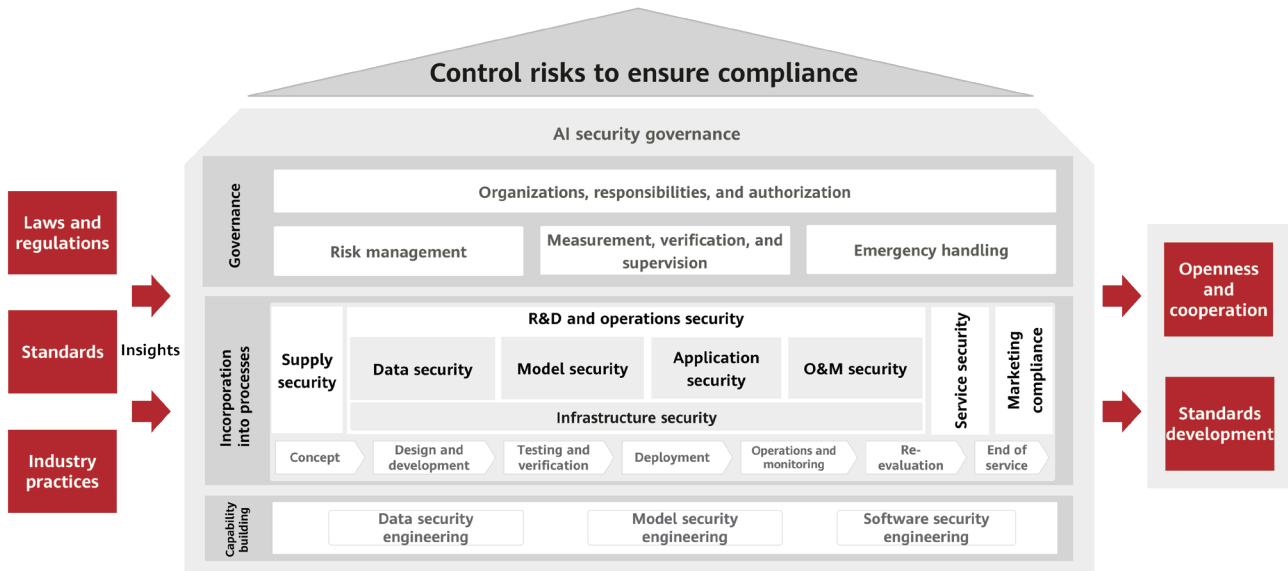 Control risks to ensure compliance
AI security governance
Laws and
regulations
Standards
Industry
practices
Insights
Governance
Organizations, responsibilities, and authorization
Risk management
Measurement, verification, and
supervision
Emergency handling
Incorporation
into processes
Supply
security
R&D and operations security
Data security
Model security
Application
security
O&M security
Infrastructure security
Service security
Marketing
compliance
Concept
Design and
development
Testing and
verification
Deployment
Operations and
monitoring
Re-
evaluation
End of
service
Capability
building
Data security
engineering
Model security
engineering
Software security
engineering
Openness
and
cooperation
Standards
development